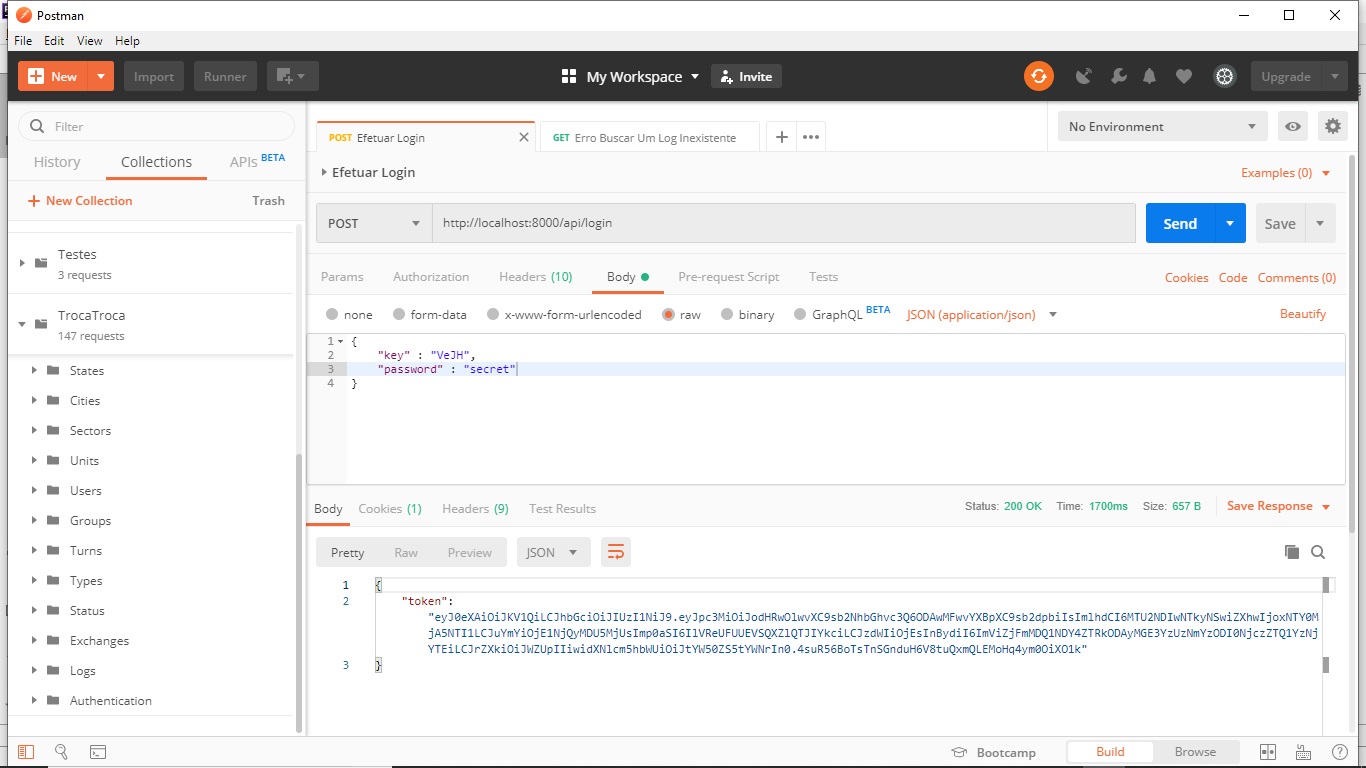 Postman
File Edit View Help
New Import Runner My Workspace Invite Upgrade
Filter
History Collections APIs BETA
New Collection Trash
Testes
3 requests
TrocaTroca
147 requests
States
Cities
Sectors
Units
Users
Groups
Turns
Types
Status
Exchanges
Logs
Authentication
POST Efetuar Login GET Erro Buscar Um Log Inexistente
No Environment
Efetuar Login Examples (0)
POST http://localhost:8000/api/login Send Save
Params Authorization Headers (10) Body Pre-request Script Tests Cookies Code Comments (0)
none form-data x-www-form-urlencoded raw binary GraphQL BETA JSON (application/json) Beautify
1 {
2 "key" : "VeJH",
3 "password" : "secret"
4 }
Body Cookies (1) Headers (9) Test Results Status: 200 OK Time: 1700ms Size: 657 B Save Response
Pretty Raw Preview JSON
1 {
2 "token":
"eyJ0eXAiOiJKV1QiLCJhbGciOiJIUzI1NiJ9.eyJpc3MiOiJodHRwOlwvXC9sb2NhbGhvc3Q6ODAwMFwvYXBpXC9sb2dpbiIsImlhdCI6MTU2NDIwNTkyNSwiZXhwIjoxNTY0M
jA5NTI1LCJuYmYiOjE1NjQyMDU5MjUsImp0aSI6IlVReUFUUEVSQXZlQTJIYkciLCJzdWIiOjEsInBydiI6ImViZjFmMDQ1NDY4ZTRkODAyMGE3YzUzNmYzODI0NjczZTQ1YzNj
YTEiLCJrZXkiOiJWZUpIIiwidXNlcm5hbWUiOiJtYW50ZS5tYWNrIn0.4suR56BoTsTnSGnduH6V8tuQxmQLEMoHq4ym0OiXO1k"
3 }
Bootcamp Build Browse